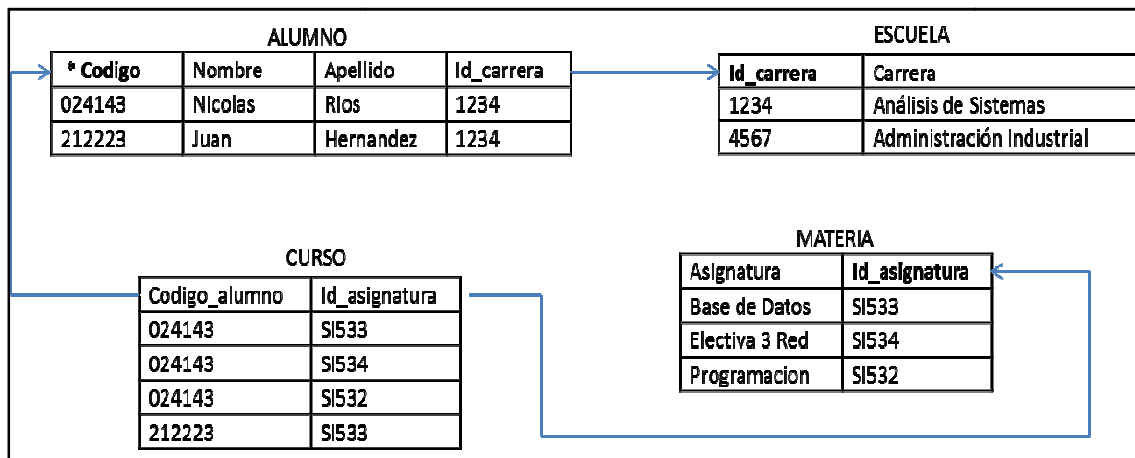 ALUMNO
* Codigo Nombre Apellido Id_carrera
024143 Nicolas Rios 1234
212223 Juan Hernandez 1234
ESCUELA
Id_carrera Carrera
1234 Análisis de Sistemas
4567 Administración Industrial
CURSO
Codigo_alumno Id_asignatura
024143 SI533
024143 SI534
024143 SI532
212223 SI533
MATERIA
Asignatura Id_asignatura
Base de Datos SI533
Electiva 3 Red SI534
Programacion SI532